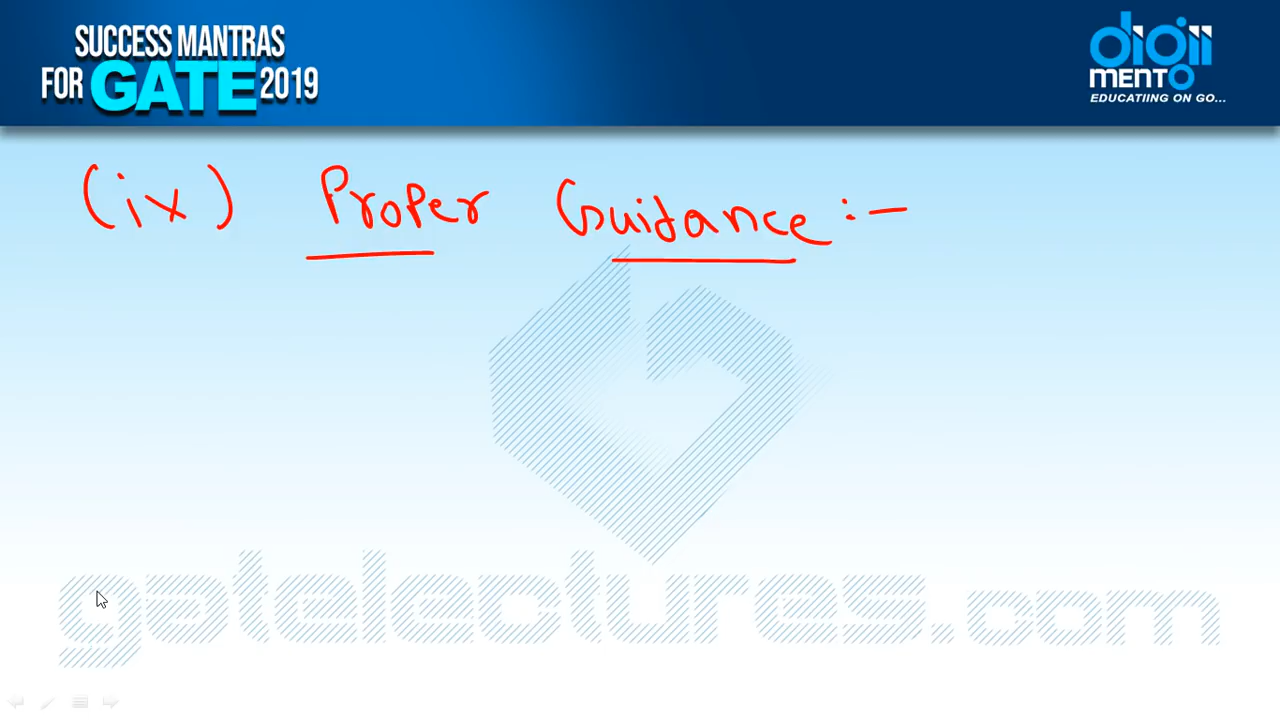 SUCCESS MANTRAS
FOR GATE 2019
digii
MENTO
EDUCATIING ON GO...
(ix) Proper Guidance :-
gatelectures.com